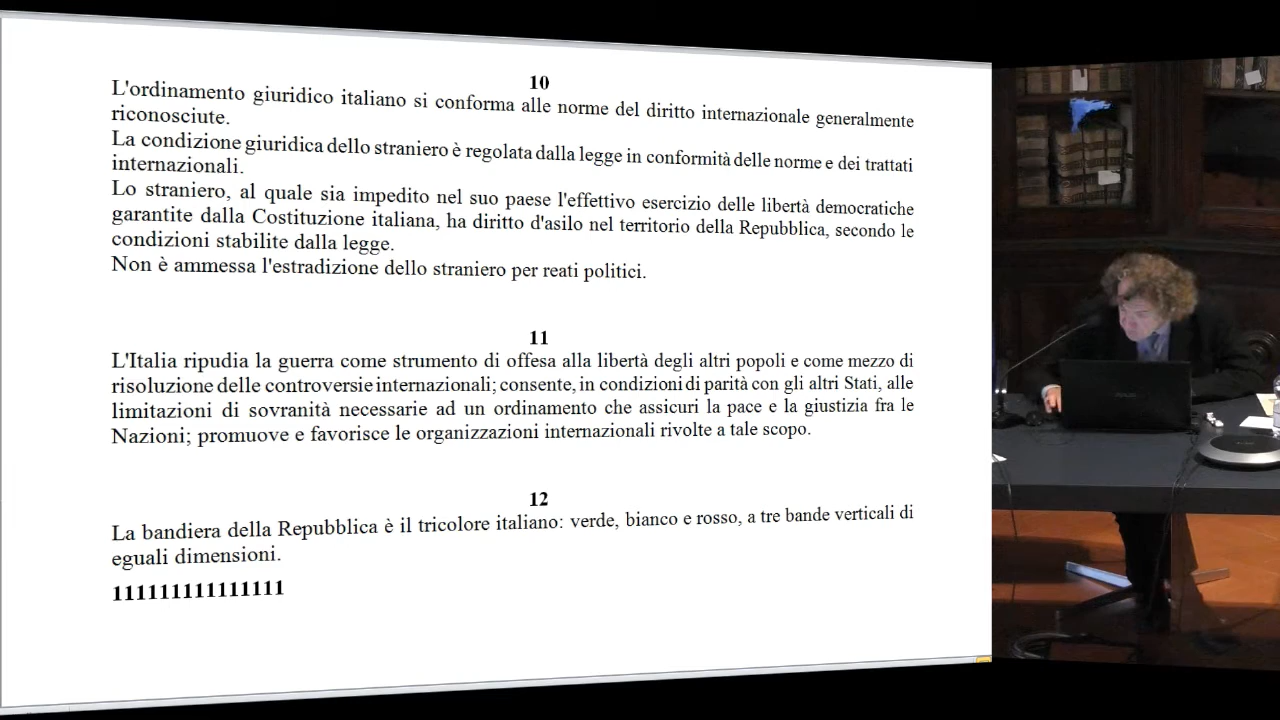 10
L'ordinamento giuridico italiano si conforma alle norme del diritto internazionale generalmente
riconosciute.
La condizione giuridica dello straniero è regolata dalla legge in conformità delle norme e dei trattati
internazionali.
Lo straniero, al quale sia impedito nel suo paese l'effettivo esercizio delle libertà democratiche
garantite dalla Costituzione italiana, ha diritto d'asilo nel territorio della Repubblica, secondo le
condizioni stabilite dalla legge.
Non è ammessa l'estradizione dello straniero per reati politici.
11
L'Italia ripudia la guerra come strumento di offesa alla libertà degli altri popoli e come mezzo di
risoluzione delle controversie internazionali; consente, in condizioni di parità con gli altri Stati, alle
limitazioni di sovranità necessarie ad un ordinamento che assicuri la pace e la giustizia fra le
Nazioni; promuove e favorisce le organizzazioni internazionali rivolte a tale scopo.
12
La bandiera della Repubblica è il tricolore italiano: verde, bianco e rosso, a tre bande verticali di
eguali dimensioni.
111111111111111